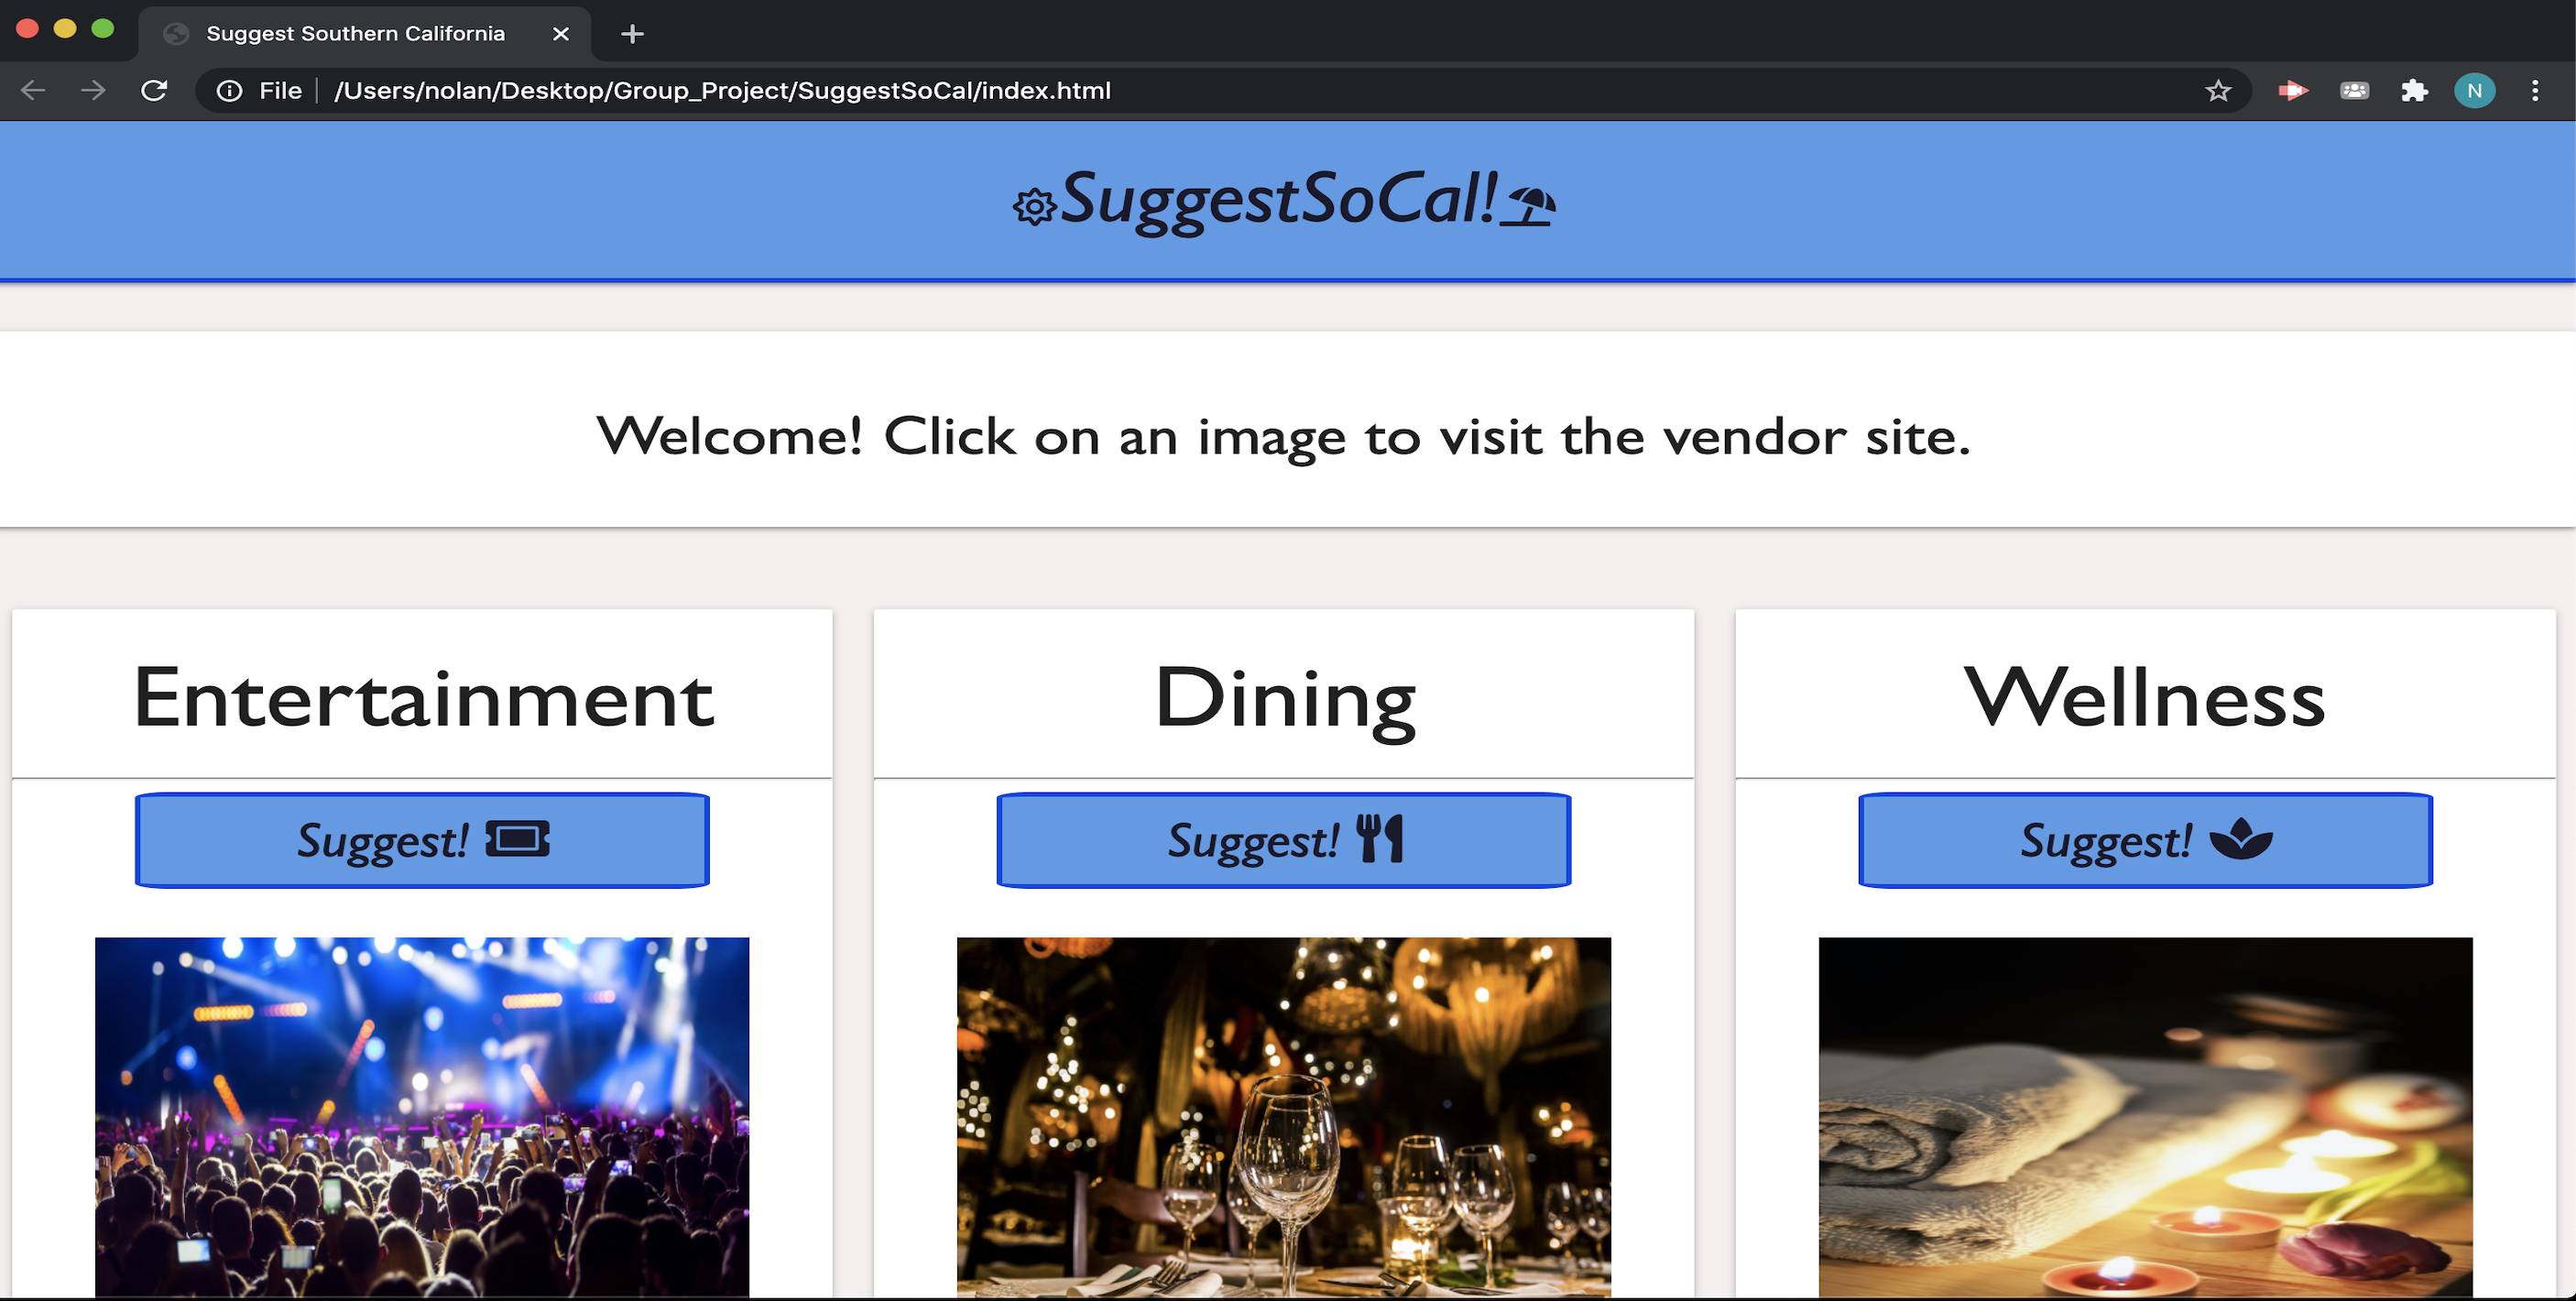 Suggest Southern California
File /Users/nolan/Desktop/Group_Project/SuggestSoCal/index.html
N
SuggestSoCal!
Welcome! Click on an image to visit the vendor site.
Entertainment
Dining
Wellness
Suggest!
Suggest!
Suggest!